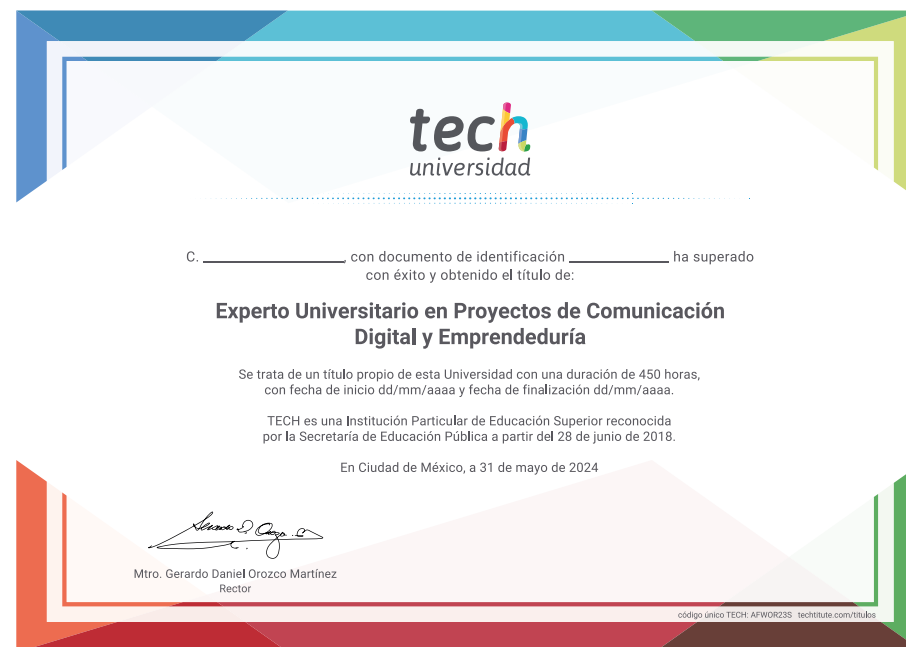 tech
universidad
C. ____________________, con documento de identificación ______________ ha superado
con éxito y obtenido el título de:
Experto Universitario en Proyectos de Comunicación
Digital y Emprendeduría
Se trata de un título propio de esta Universidad con una duración de 450 horas,
con fecha de inicio dd/mm/aaaa y fecha de finalización dd/mm/aaaa.
TECH es una Institución Particular de Educación Superior reconocida
por la Secretaría de Educación Pública a partir del 28 de junio de 2018.
En Ciudad de México, a 31 de mayo de 2024
Mtro. Gerardo Daniel Orozco Martínez
Rector
código único TECH: AFWOR23S techtitute.com/titulos